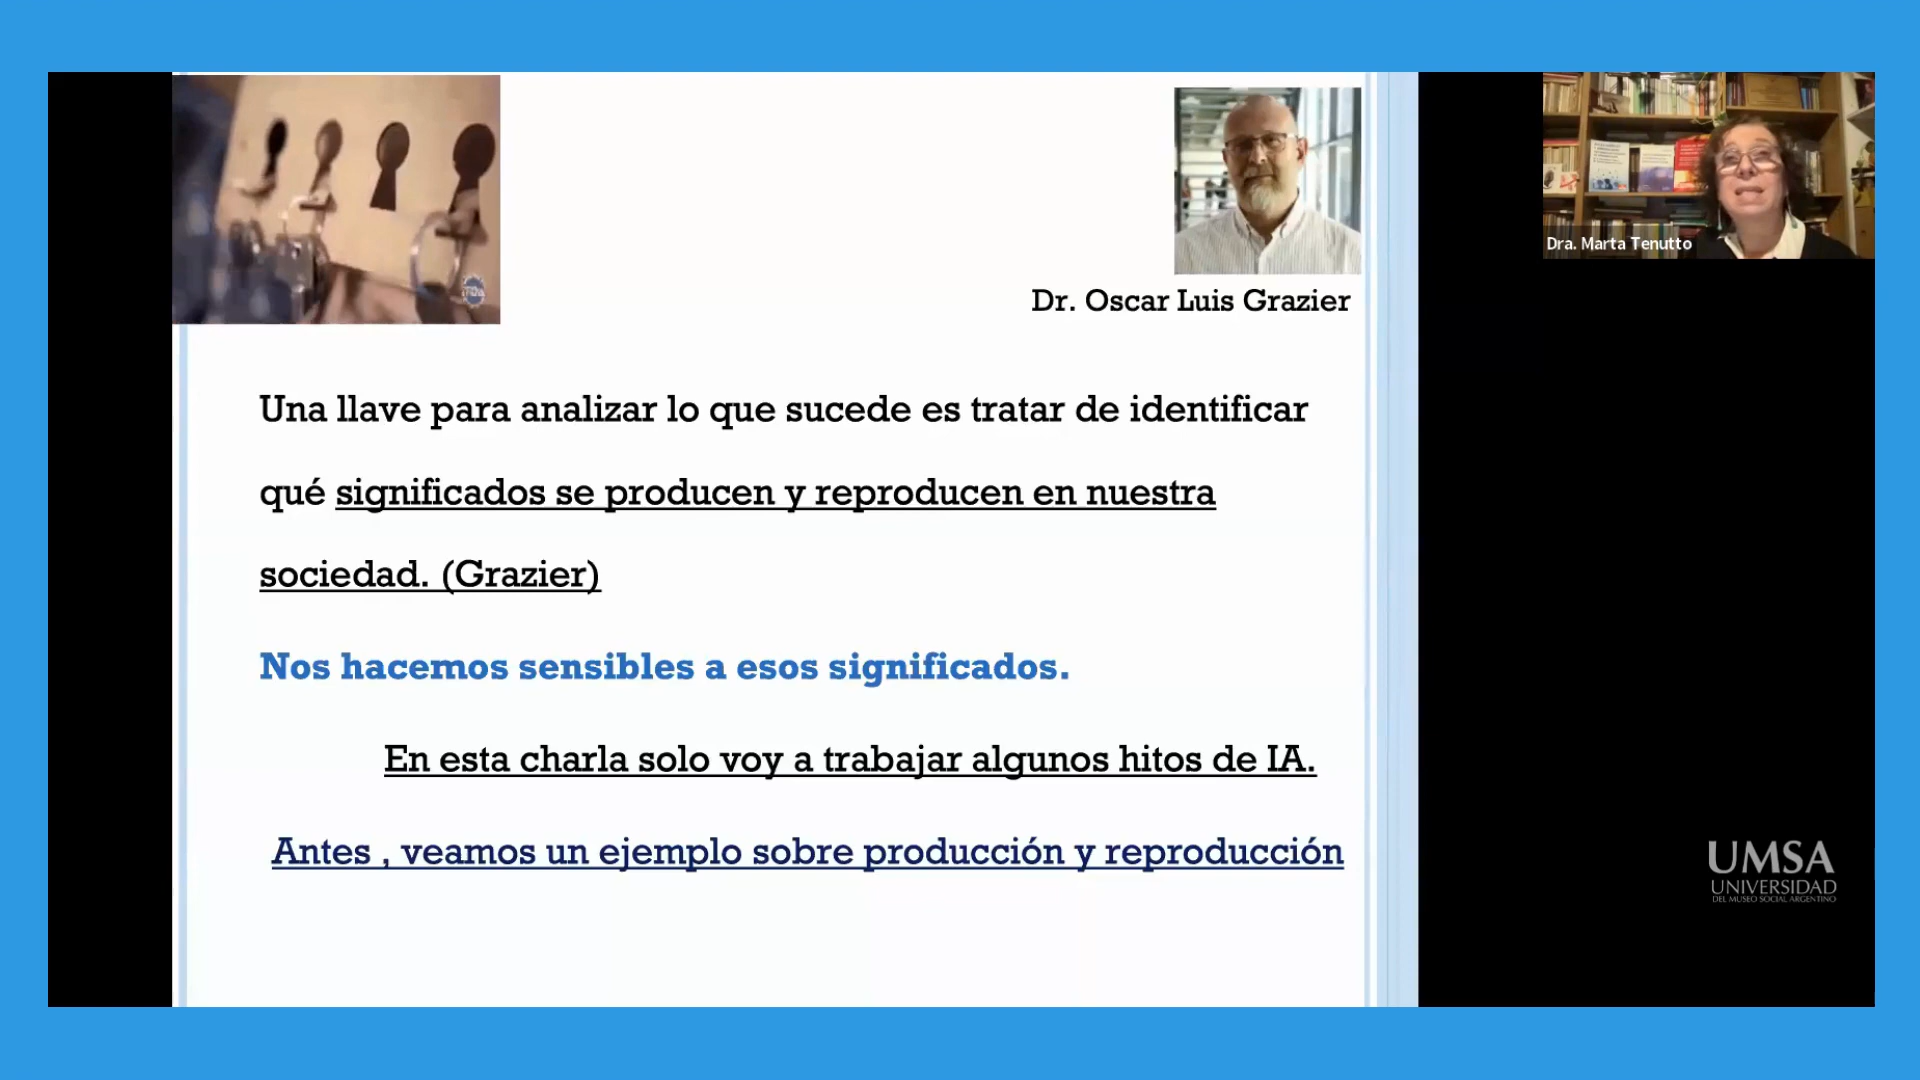 Dr. Oscar Luis Grazier
Una llave para analizar lo que sucede es tratar de identificar
qué significados se producen y reproducen en nuestra
sociedad. (Grazier)
Nos hacemos sensibles a esos significados.
En esta charla solo voy a trabajar algunos hitos de IA.
Antes , veamos un ejemplo sobre producción y reproducción
Dra. Marta Tenutto
UMSA
UNIVERSIDAD
DEL MUSEO SOCIAL ARGENTINO